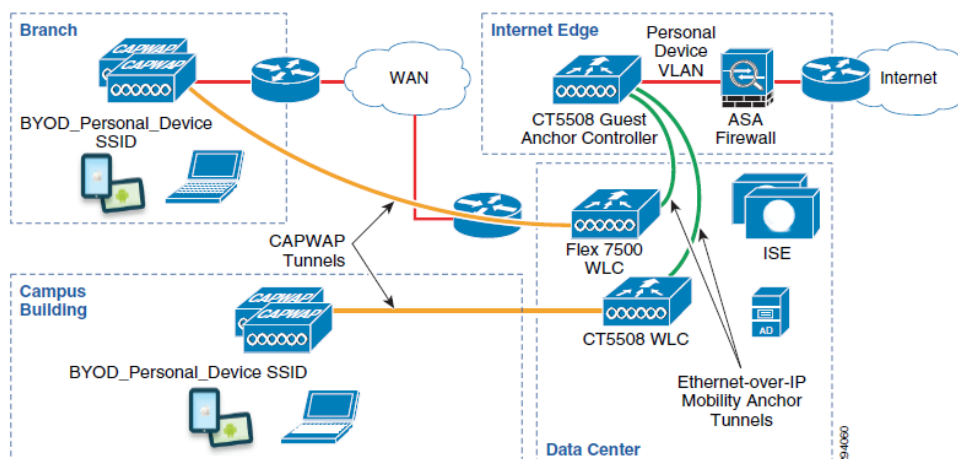 Branch
CAPWAP
CAPWAP
BYOD_Personal_Device
SSID
WAN
Internet Edge
Personal
Device
VLAN
CT5508 Guest
Anchor Controller
ASA
Firewall
Internet
CAPWAP
Tunnels
Flex 7500
WLC
ISE
Campus
Building
CAPWAP
CAPWAP
BYOD_Personal_Device SSID
CT5508 WLC
AD
Ethernet-over-IP
Mobility Anchor
Tunnels
Data Center